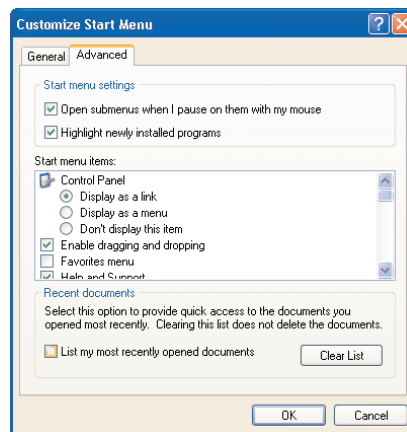 Customize Start Menu
General Advanced
Start menu settings
Open submenus when I pause on them with my mouse
Highlight newly installed programs
Start menu items:
Control Panel
Display as a link
Display as a menu
Don't display this item
Enable dragging and dropping
Favorites menu
Help and Support
Recent documents
Select this option to provide quick access to the documents you
opened most recently. Clearing this list does not delete the documents.
List my most recently opened documents Clear List
OK Cancel